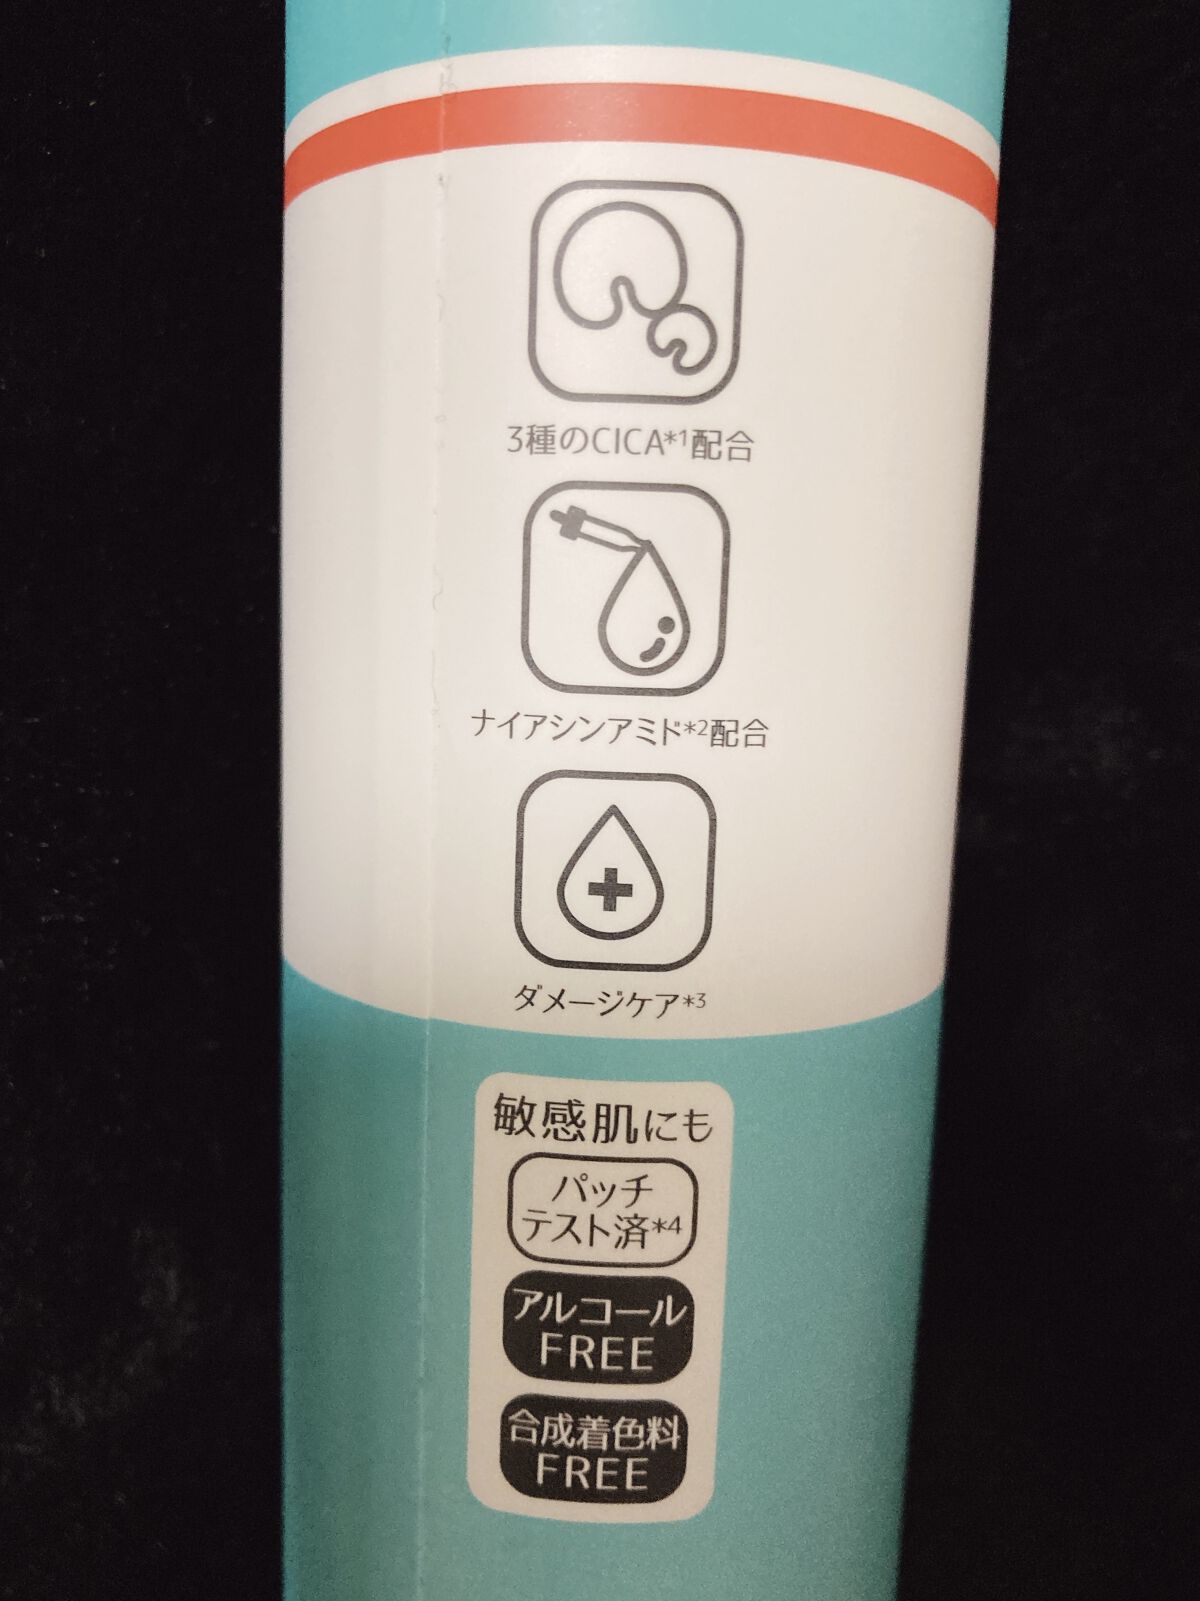 3種のCICA*1配合
ナイアシンアミド*2配合
ダメージケア*3
敏感肌にも
パッチ
テスト済*4
アルコール
FREE
合成着色料
FREE